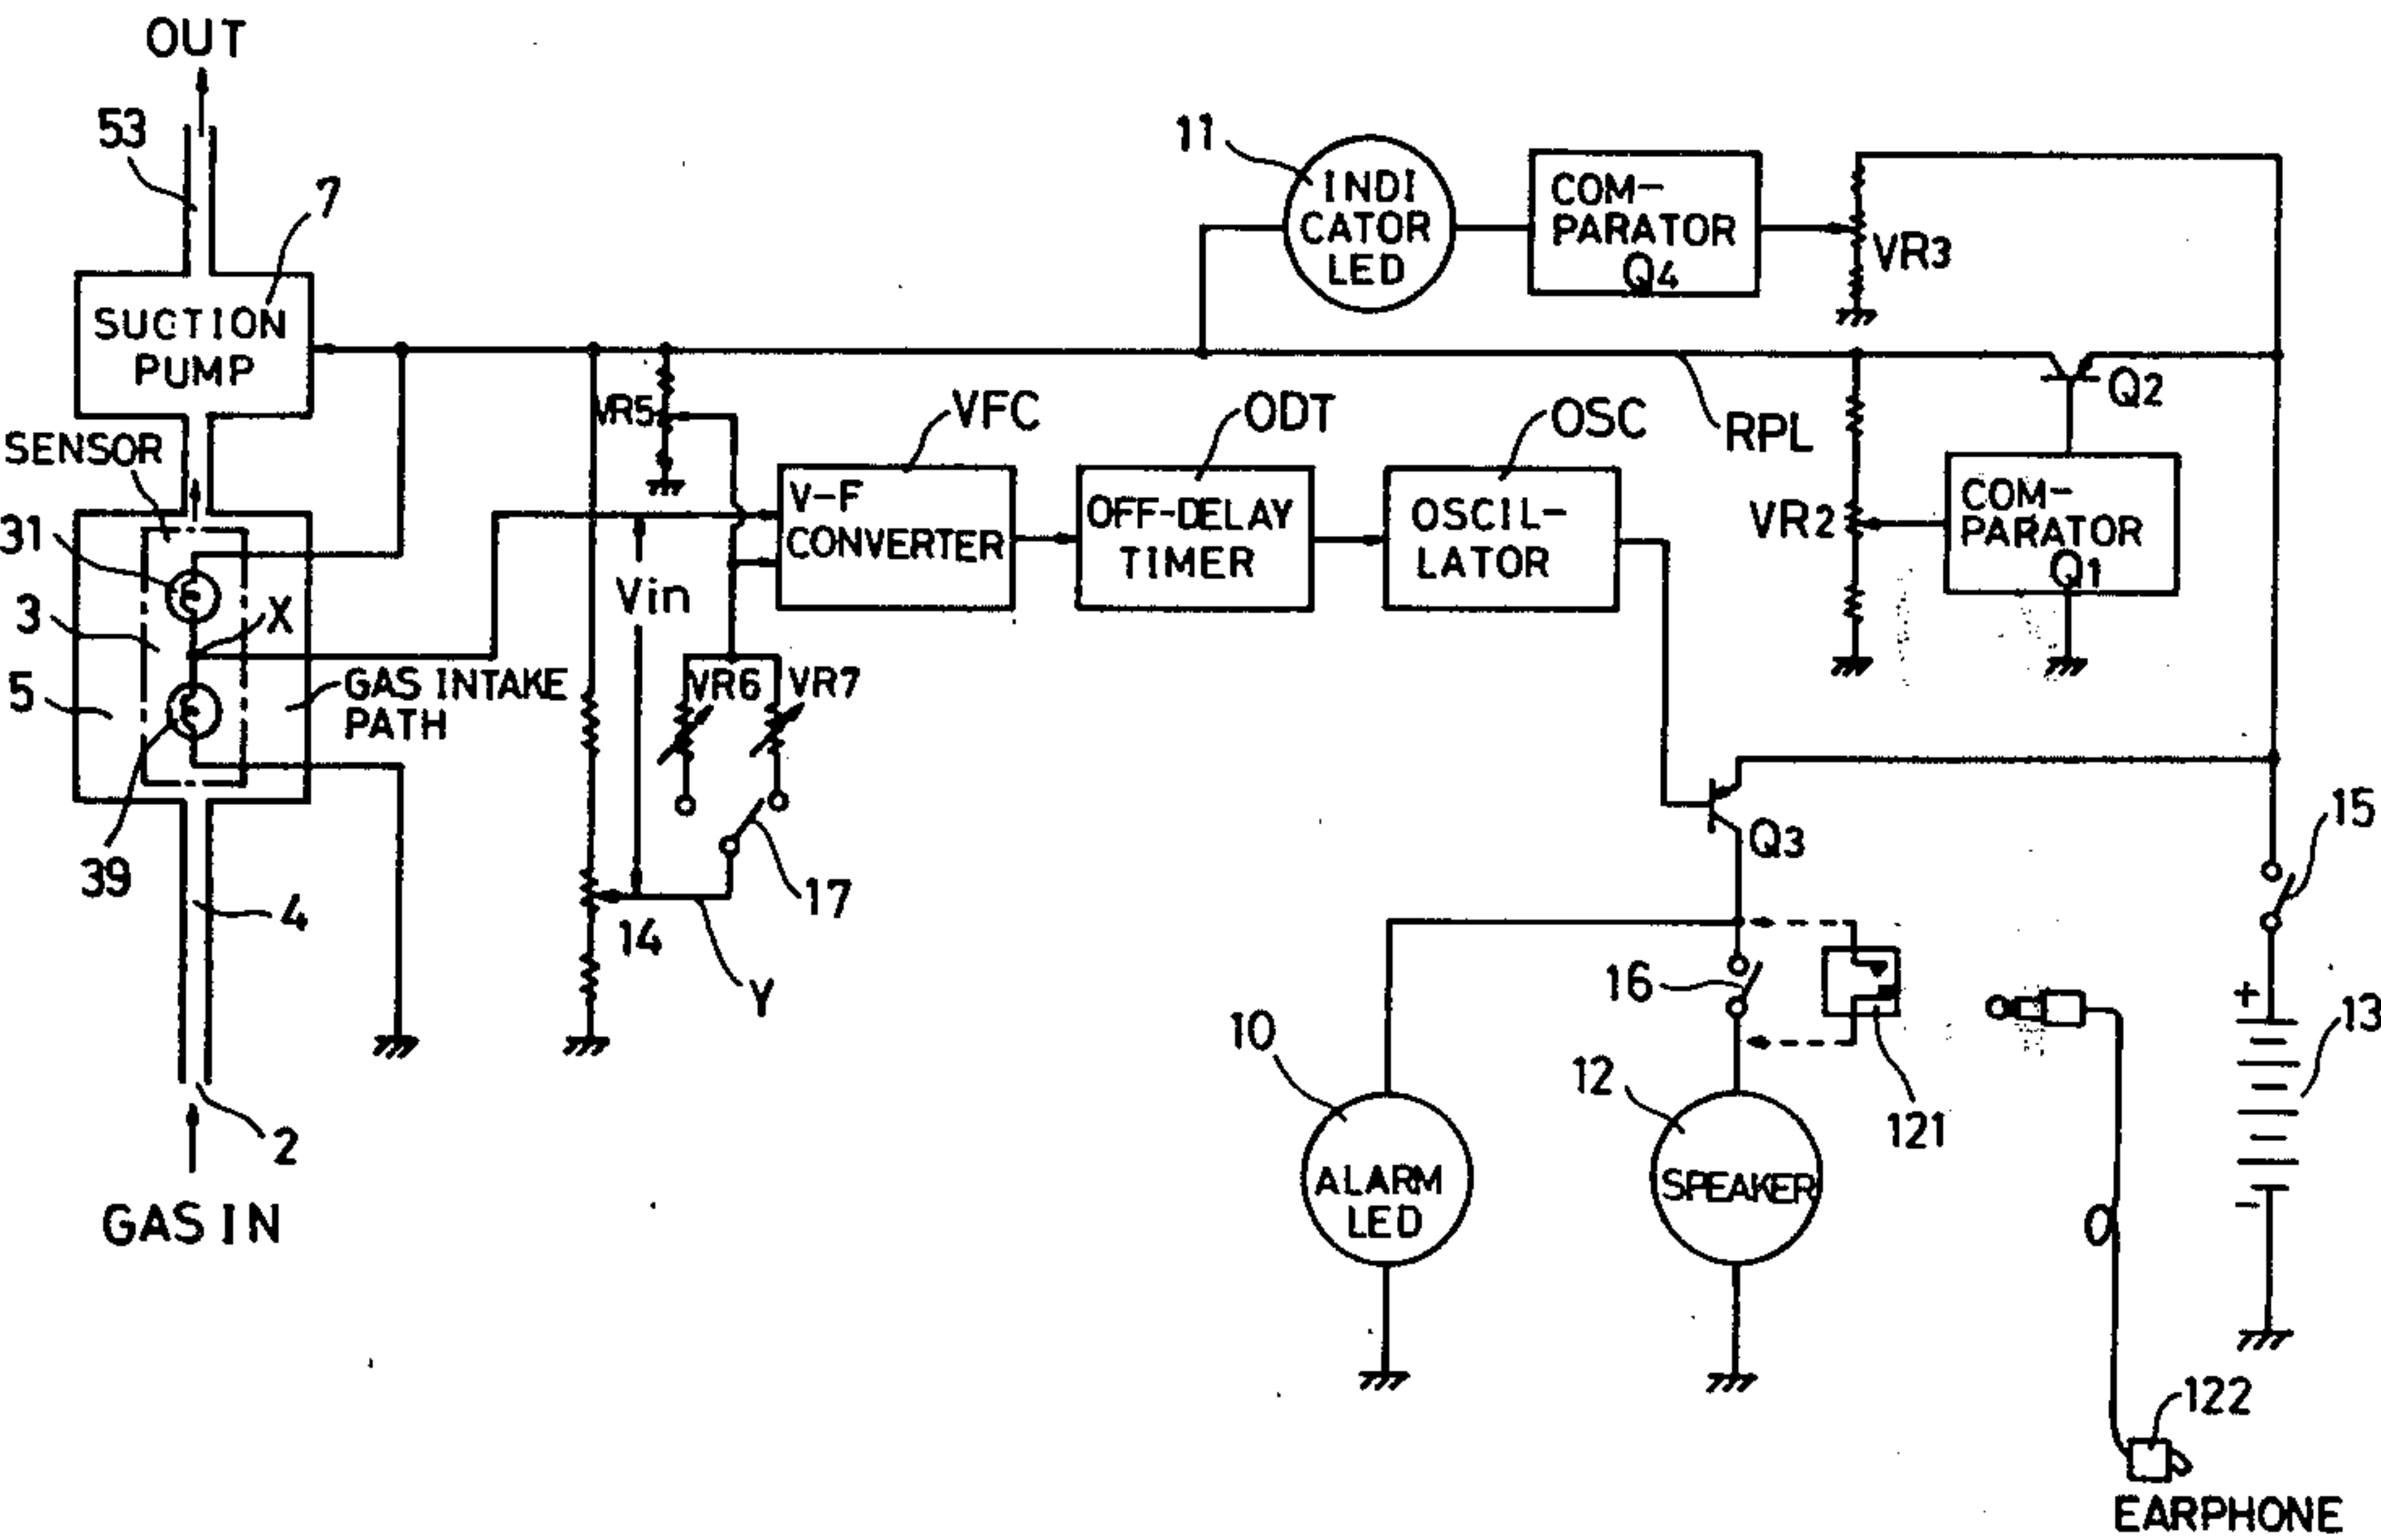 OUT
53
7
SUCTION
PUMP
SENSOR
31
3
X
5
GAS INTAKE
PATH
39
4
2
GAS IN
11
INDI
CATOR
LED
COM-
PARATOR
Q4
VR3
VR5
VFC
V-F
CONVERTER
ODT
OFF-DELAY
TIMER
OSC
OSCIL-
LATOR
RPL
Q2
VR2
COM-
PARATOR
Q1
Vin
VR6
VR7
17
14
Y
Q3
15
16
121
10
ALARM
LED
12
SPEAKER
+
13
-
122
EARPHONE